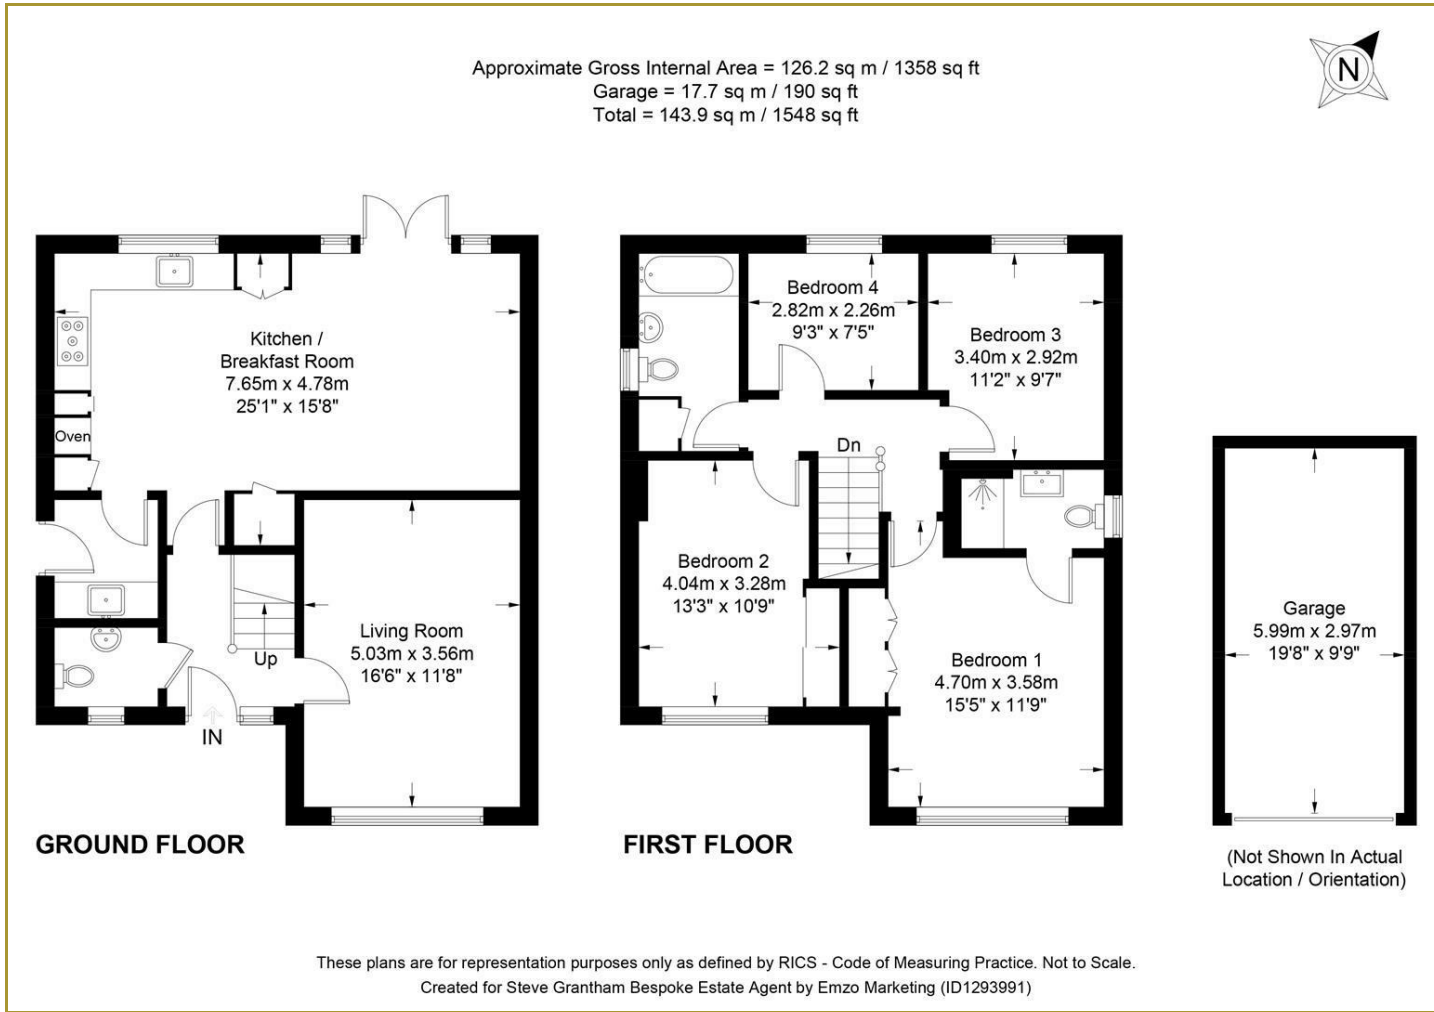 Approximate Gross Internal Area = 126.2 sq m / 1358 sq ft
Garage = 17.7 sq m / 190 sq ft
Total = 143.9 sq m / 1548 sq ft
N
Kitchen /
Breakfast Room
7.65m x 4.78m
25'1" x 15'8"
Oven
Living Room
5.03m x 3.56m
16'6" x 11'8"
Up
IN
GROUND FLOOR
Bedroom 4
2.82m x 2.26m
9'3" x 7'5"
Bedroom 3
3.40m x 2.92m
11'2" x 9'7"
Dn
Bedroom 2
4.04m x 3.28m
13'3" x 10'9"
Bedroom 1
4.70m x 3.58m
15'5" x 11'9"
FIRST FLOOR
Garage
5.99m x 2.97m
19'8" x 9'9"
(Not Shown In Actual
Location / Orientation)
These plans are for representation purposes only as defined by RICS - Code of Measuring Practice. Not to Scale.
Created for Steve Grantham Bespoke Estate Agent by Emzo Marketing (ID1293991)